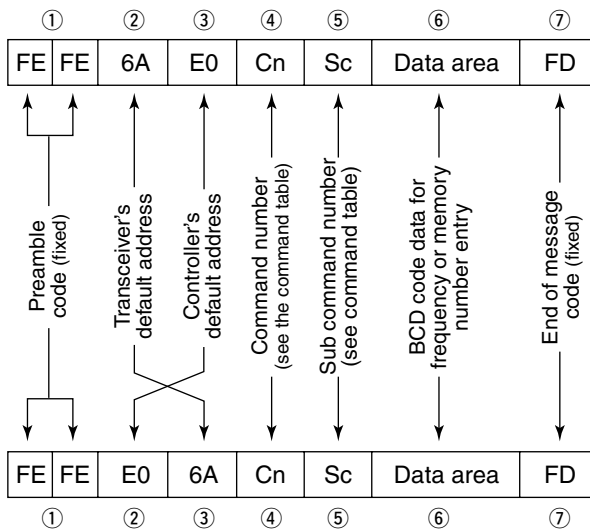 ① ② ③ ④ ⑤ ⑥ ⑦
FE FE 6A E0 Cn Sc Data area FD
Preamble
code (fixed)
Transceiver's
default address
Controller's
default address
Command number
(see the command table)
Sub command number
(see command table)
BCD code data for
frequency or memory
number entry
End of message
code (fixed)
FE FE E0 6A Cn Sc Data area FD
① ② ③ ④ ⑤ ⑥ ⑦